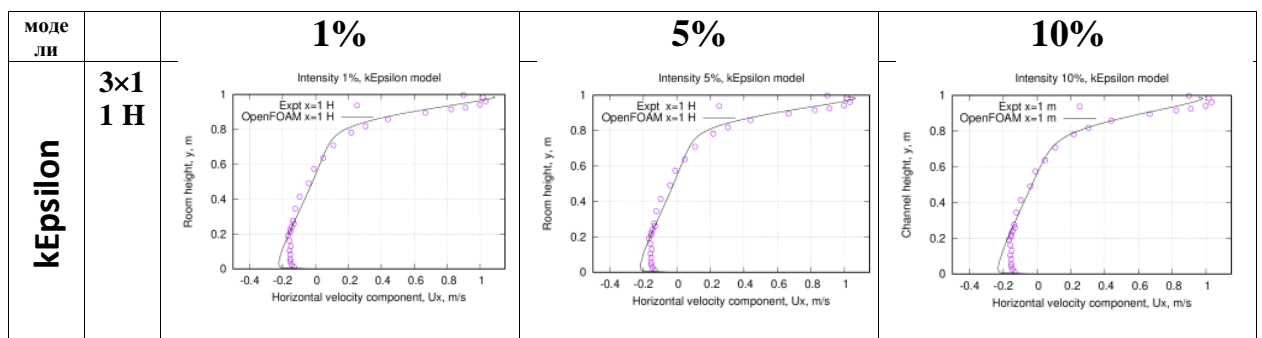 моде
ли
1%
5%
10%
kEpsilon
3×1
1 H
Intensity 1%, kEpsilon model
Expt x=1 H
OpenFOAM x=1 H
1
0.8
0.6
0.4
0.2
0
Room height, y, m
-0.4 -0.2 0 0.2 0.4 0.6 0.8 1
Horizontal velocity component, Ux, m/s
Intensity 5%, kEpsilon model
Expt x=1 H
OpenFOAM x=1 H
1
0.8
0.6
0.4
0.2
0
Room height, y, m
-0.4 -0.2 0 0.2 0.4 0.6 0.8 1
Horizontal velocity component, Ux, m/s
Intensity 10%, kEpsilon model
Expt x=1 m
OpenFOAM x=1 m
1
0.8
0.6
0.4
0.2
0
Channel height, y, m
-0.4 -0.2 0 0.2 0.4 0.6 0.8 1
Horizontal velocity component, Ux, m/s